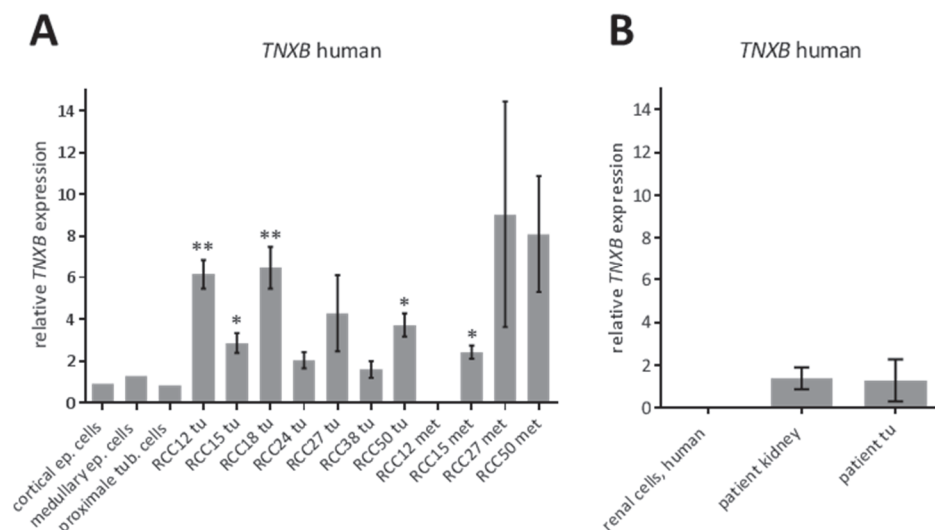 A
TNXB human
relative TNXB expression
14
12
10
8
6
4
2
0
**
*
**
*
*
cortical ep. cells
medullary ep. cells
proximale tub. cells
RCC12 tu
RCC15 tu
RCC18 tu
RCC24 tu
RCC27 tu
RCC38 tu
RCC50 tu
RCC12 met
RCC15 met
RCC27 met
RCC50 met
B
TNXB human
relative TNXB expression
14
12
10
8
6
4
2
0
renal cells, human
patient kidney
patient tu